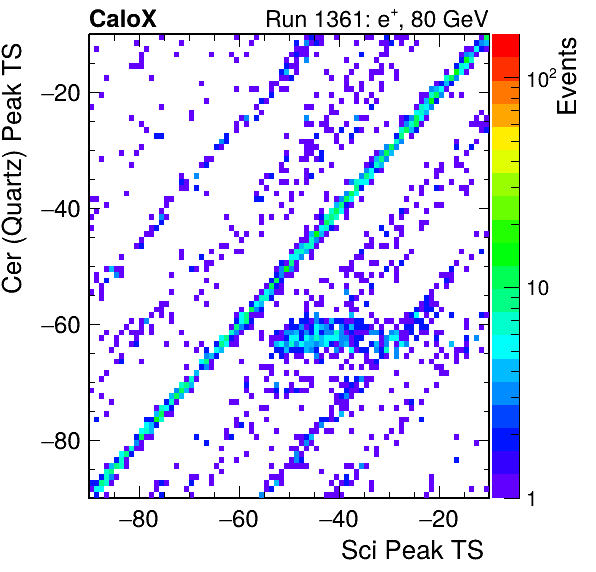 CaloX Run 1361: e⁺, 80 GeV
Cer (Quartz) Peak TS
−20
−40
−60
−80
−80 −60 −40 −20
Sci Peak TS
10²
10
1
Events